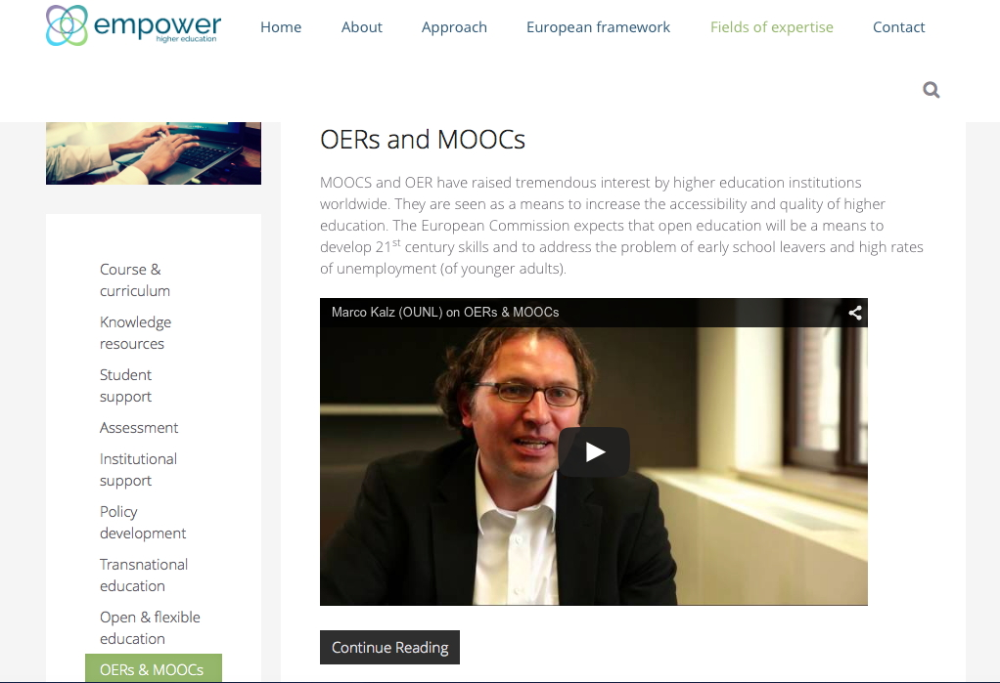 empower
higher education
Home About Approach European framework Fields of expertise Contact
OERs and MOOCs
MOOCS and OER have raised tremendous interest by higher education institutions
worldwide. They are seen as a means to increase the accessibility and quality of higher
education. The European Commission expects that open education will be a means to
develop 21st century skills and to address the problem of early school leavers and high rates
of unemployment (of younger adults).
Marco Kalz (OUNL) on OERs & MOOCs
Continue Reading
Course &
curriculum
Knowledge
resources
Student
support
Assessment
Institutional
support
Policy
development
Transnational
education
Open & flexible
education
OERs & MOOCs